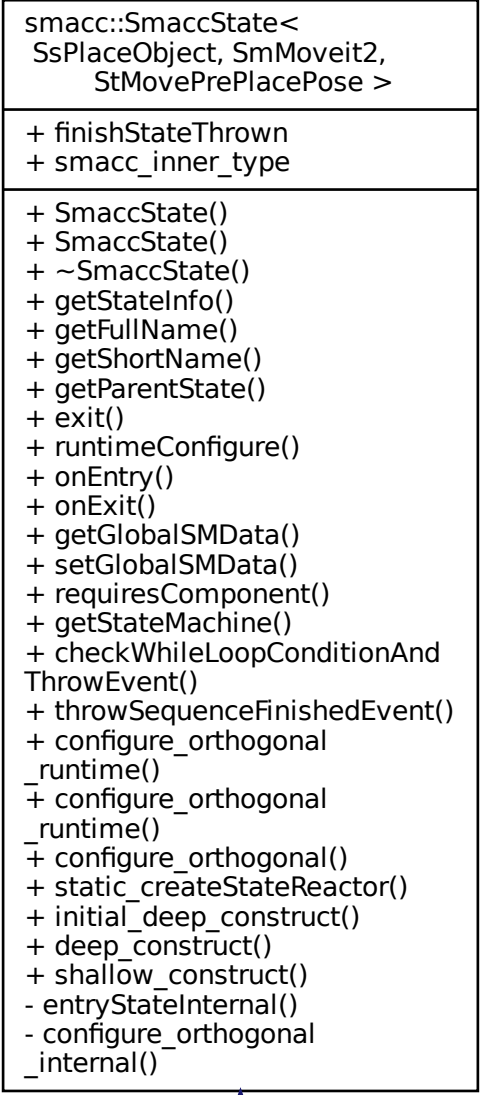 smacc::SmaccState<
SsPlaceObject, SmMoveit2,
StMovePrePlacePose >
+ finishStateThrown
+ smacc_inner_type
+ SmaccState()
+ SmaccState()
+ ~SmaccState()
+ getStateInfo()
+ getFullName()
+ getShortName()
+ getParentState()
+ exit()
+ runtimeConfigure()
+ onEntry()
+ onExit()
+ getGlobalSMData()
+ setGlobalSMData()
+ requiresComponent()
+ getStateMachine()
+ checkWhileLoopConditionAnd
ThrowEvent()
+ throwSequenceFinishedEvent()
+ configure_orthogonal
_runtime()
+ configure_orthogonal
_runtime()
+ configure_orthogonal()
+ static_createStateReactor()
+ initial_deep_construct()
+ deep_construct()
+ shallow_construct()
- entryStateInternal()
- configure_orthogonal
_internal()